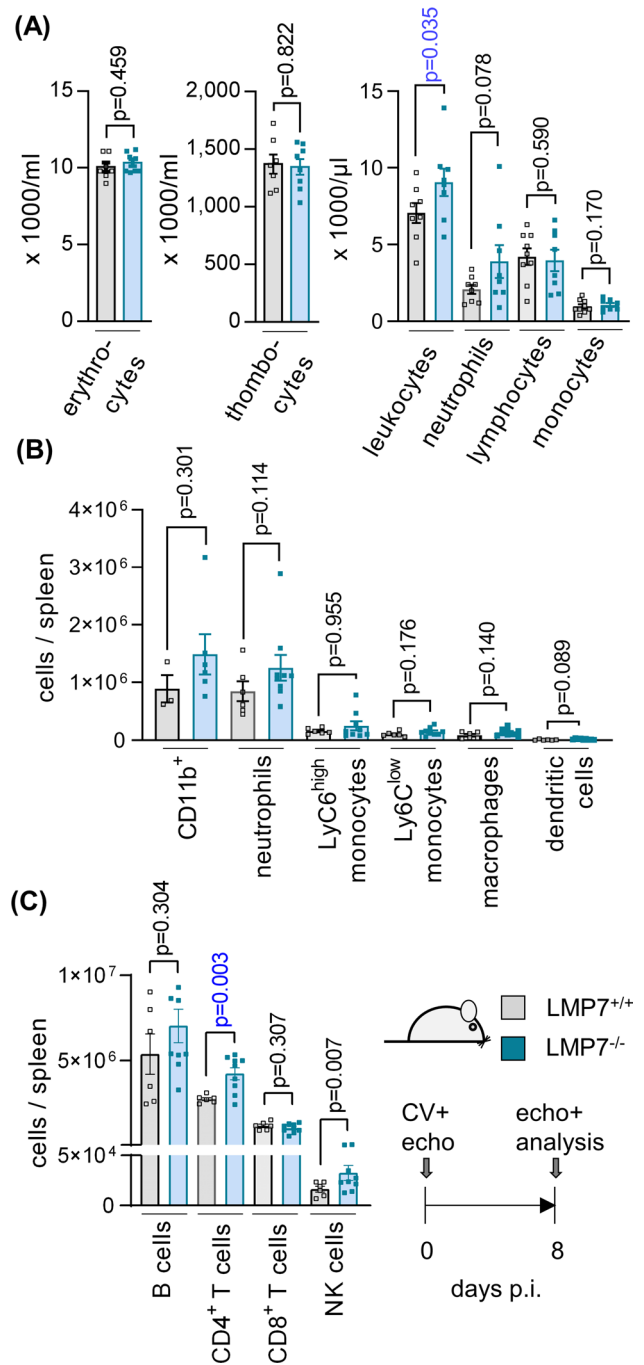 (A)
p=0.459
p=0.822
p=0.035
p=0.078
p=0.590
p=0.170
x 1000/ml
15
10
5
0
erythro-
cytes
x 1000/ml
2,000
1,500
1,000
500
0
thombo-
cytes
x 1000/µl
15
10
5
0
leukocytes
neutrophils
lymphocytes
monocytes
(B)
p=0.301
p=0.114
p=0.955
p=0.176
p=0.140
p=0.089
cells / spleen
4×10⁶
3×10⁶
2×10⁶
1×10⁶
0
CD11b⁺
neutrophils
LyC6ʰⁱᵍʰ
monocytes
Ly6Cˡᵒʷ
monocytes
macrophages
dendritic
cells
(C)
p=0.304
p=0.003
p=0.307
p=0.007
cells / spleen
1×10⁷
5×10⁶
5×10⁴
0
B cells
CD4⁺ T cells
CD8⁺ T cells
NK cells
LMP7⁺/⁺
LMP7⁻/⁻
CV+
echo
echo+
analysis
0
8
days p.i.